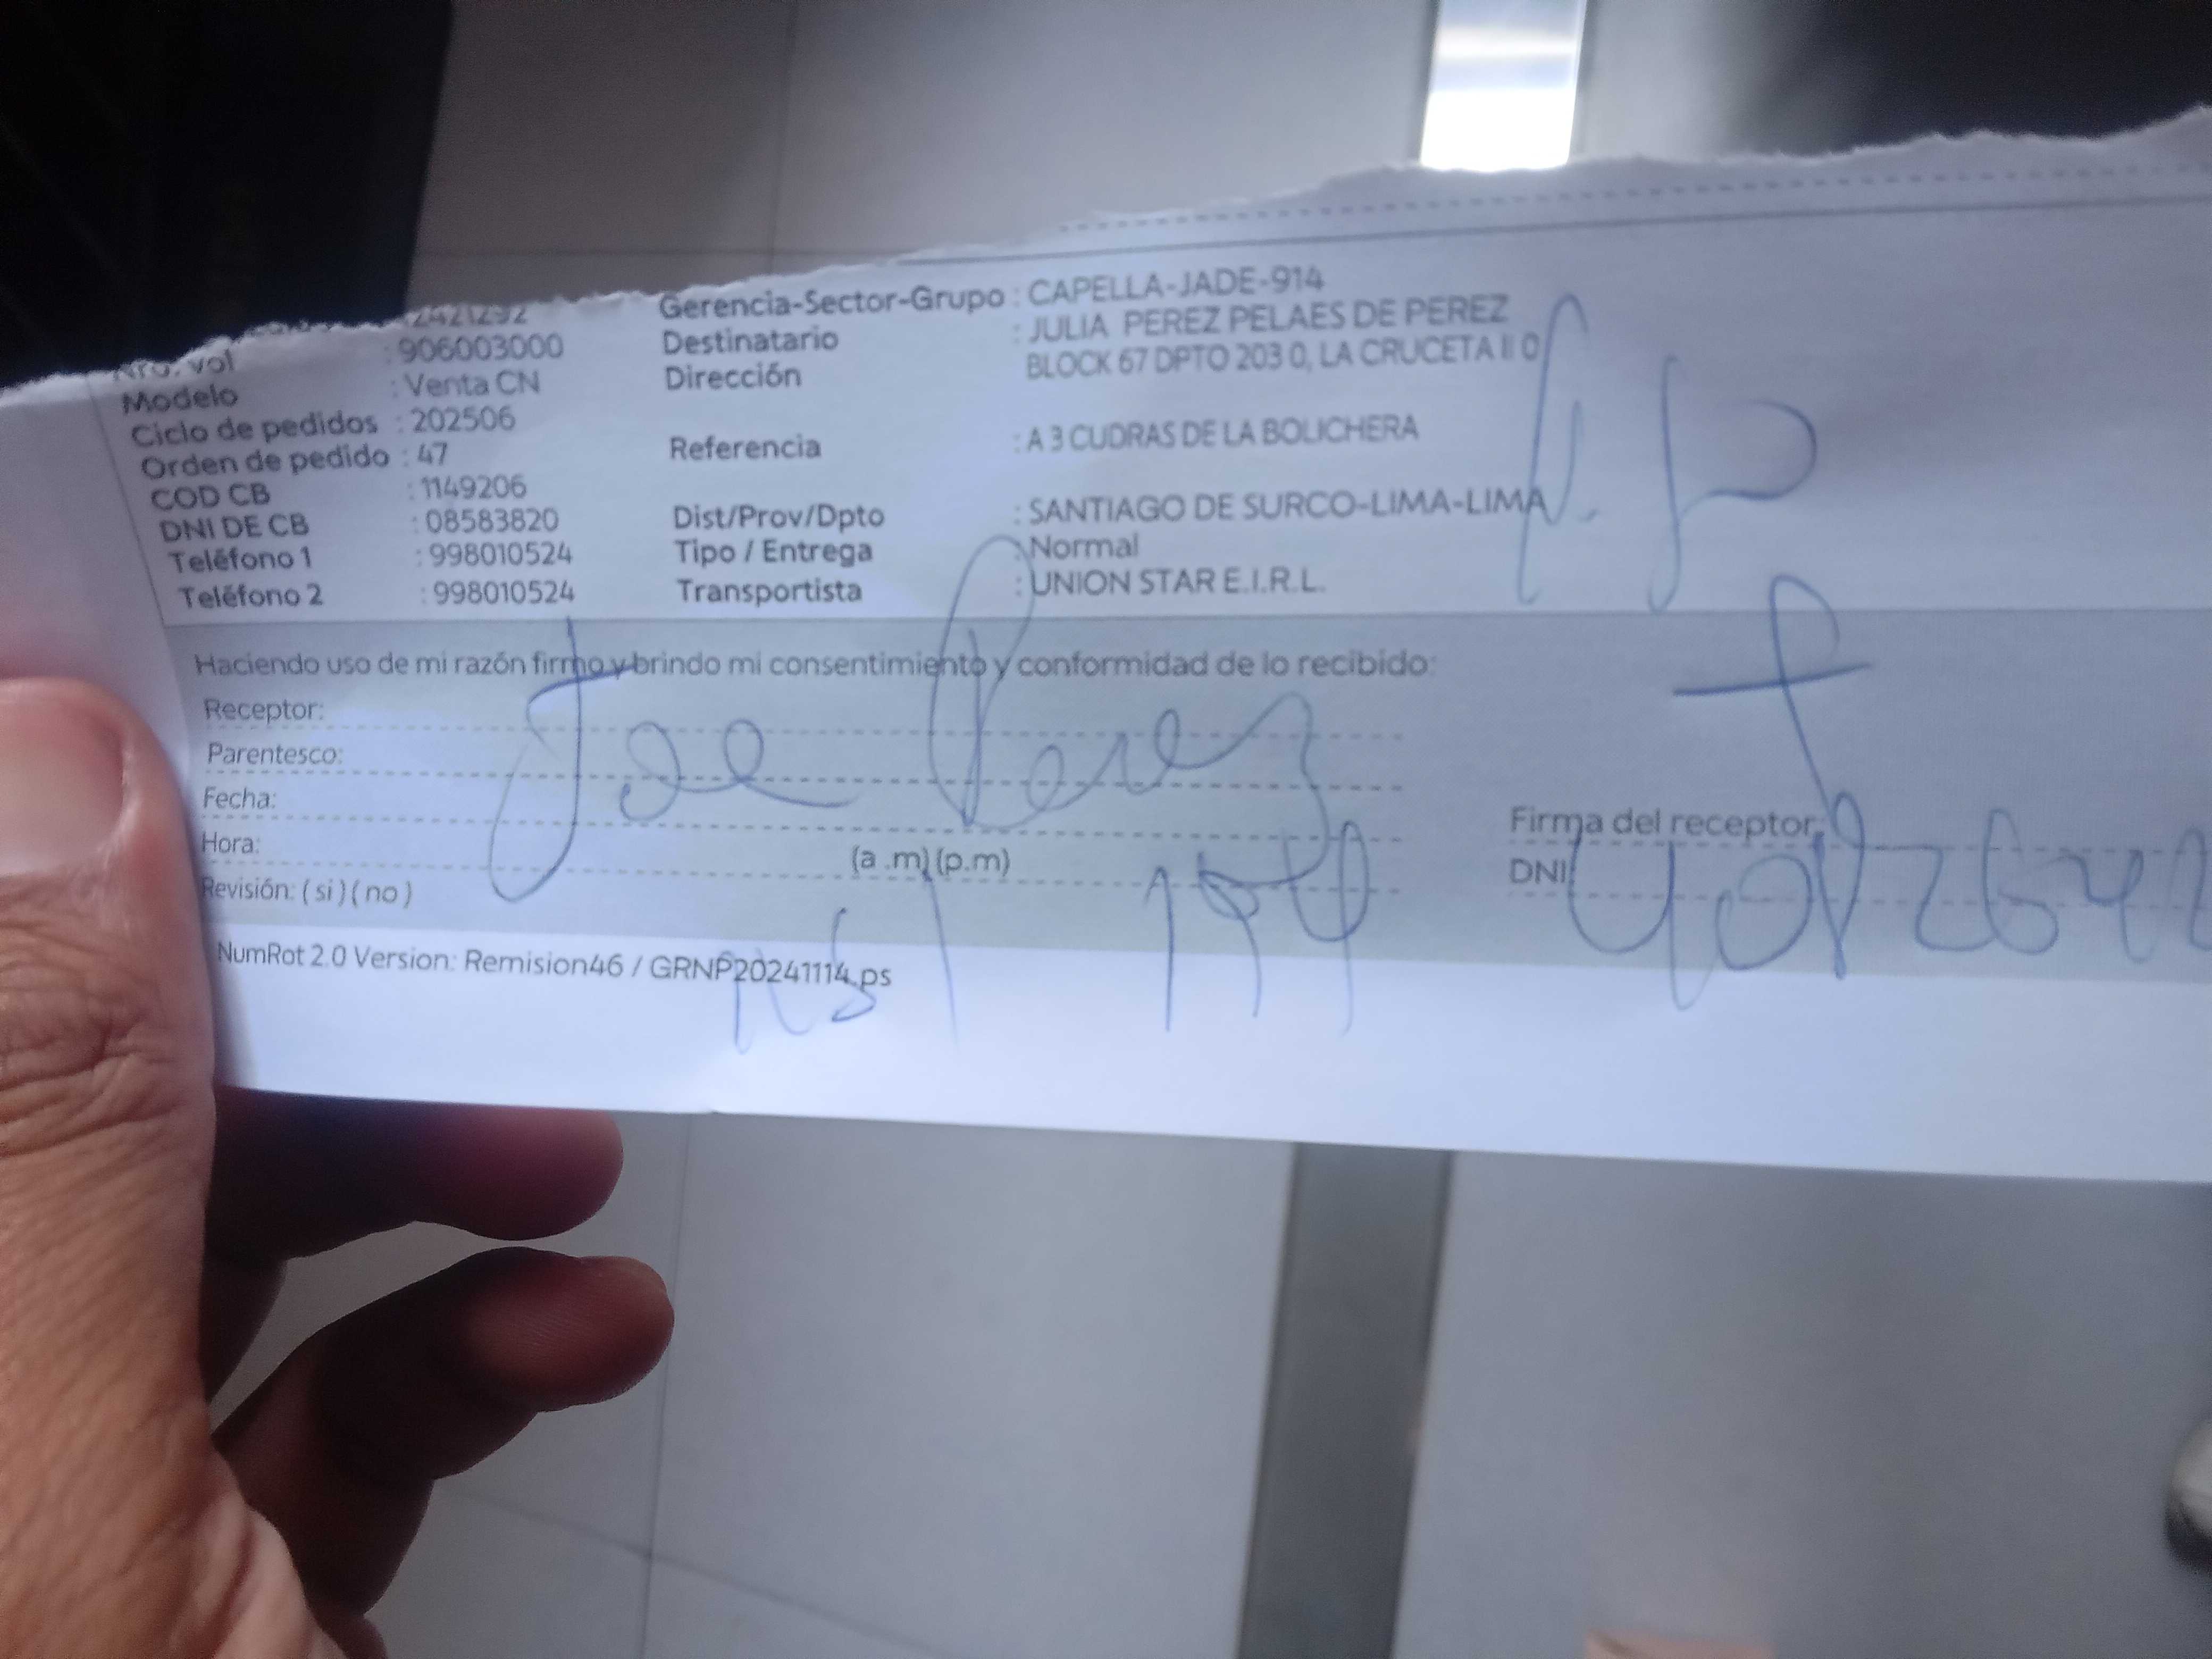 2421292
Nro. vol : 906003000
Modelo : Venta CN
Ciclo de pedidos : 202506
Orden de pedido : 47
COD CB : 1149206
DNI DE CB : 08583820
Teléfono 1 : 998010524
Teléfono 2 : 998010524
Gerencia-Sector-Grupo : CAPELLA-JADE-914
Destinatario : JULIA PEREZ PELAES DE PEREZ
Dirección BLOCK 67 DPTO 203 0, LA CRUCETA II 0
Referencia : A 3 CUDRAS DE LA BOLICHERA
Dist/Prov/Dpto : SANTIAGO DE SURCO-LIMA-LIMA
Tipo / Entrega : Normal
Transportista : UNION STAR E.I.R.L.
Haciendo uso de mi razón firmo y brindo mi consentimiento y conformidad de lo recibido:
Receptor:
Joe Perez
Parentesco:
Fecha:
Hora: (a .m) (p.m)
Revisión: ( si ) ( no )
Firma del receptor:
DNI:
NumRot 2.0 Version: Remision46 / GRNP20241114.ps